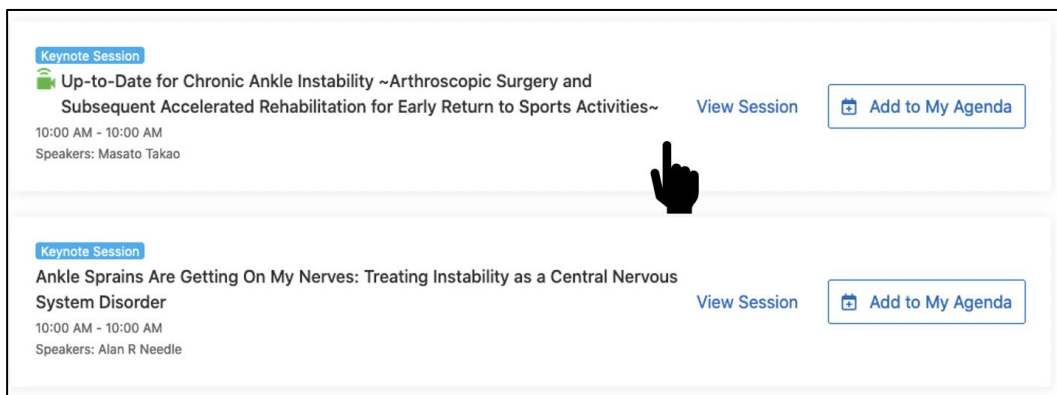 Keynote Session
Up-to-Date for Chronic Ankle Instability ~Arthroscopic Surgery and
Subsequent Accelerated Rehabilitation for Early Return to Sports Activities~
View Session
Add to My Agenda
10:00 AM - 10:00 AM
Speakers: Masato Takao
Keynote Session
Ankle Sprains Are Getting On My Nerves: Treating Instability as a Central Nervous
System Disorder
View Session
Add to My Agenda
10:00 AM - 10:00 AM
Speakers: Alan R Needle